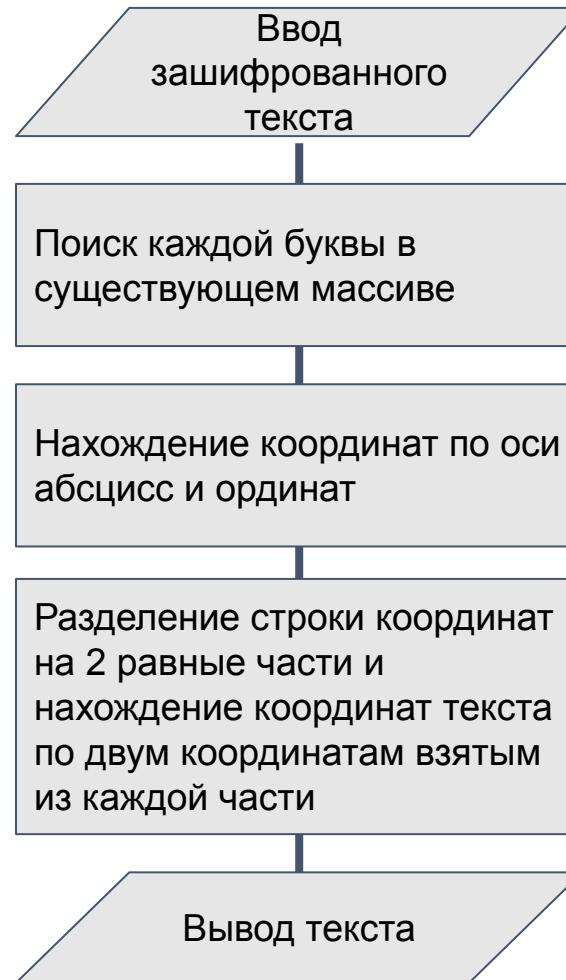 Ввод
зашифрованного
текста
Поиск каждой буквы в
существующем массиве
Нахождение координат по оси
абсцисс и ординат
Разделение строки координат
на 2 равные части и
нахождение координат текста
по двум координатам взятым
из каждой части
Вывод текста